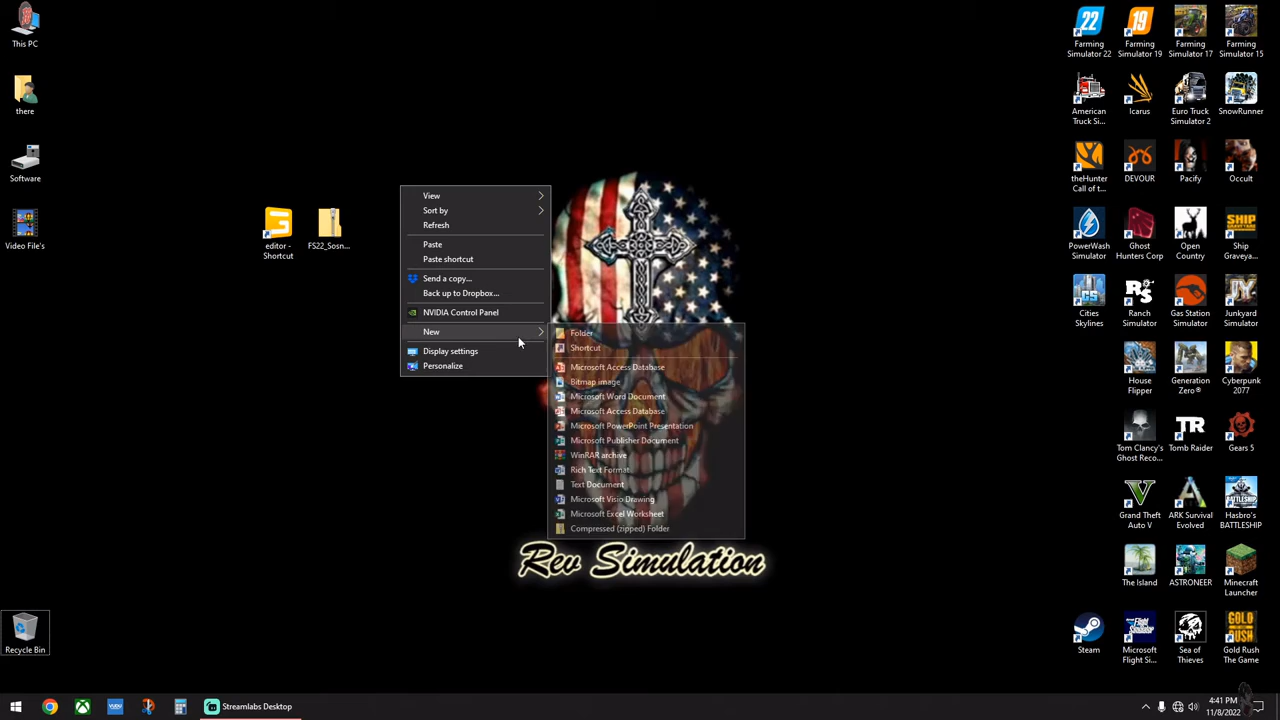 This PC
there
Software
Video File's
Recycle Bin
editor -
Shortcut
FS22_Sosn...
View
Sort by
Refresh
Paste
Paste shortcut
Send a copy...
Back up to Dropbox...
NVIDIA Control Panel
New
Display settings
Personalize
Folder
Shortcut
Microsoft Access Database
Bitmap image
Microsoft Word Document
Microsoft Access Database
Microsoft PowerPoint Presentation
Microsoft Publisher Document
WinRAR archive
Rich Text Format
Text Document
Microsoft Visio Drawing
Microsoft Excel Worksheet
Compressed (zipped) Folder
Rev Simulation
22
Farming
Simulator 22
19
Farming
Simulator 19
Farming
Simulator 17
Farming
Simulator 15
American
Truck Si...
Icarus
Euro Truck
Simulator 2
SnowRunner
theHunter
Call of t...
DEVOUR
Pacify
Occult
PowerWash
Simulator
Ghost
Hunters Corp
Open
Country
SHIP
Ship
Graveya...
Cities
Skylines
Ranch
Simulator
Gas Station
Simulator
Junkyard
Simulator
House
Flipper
Generation
Zero®
Cyberpunk
2077
Tom Clancy's
Ghost Reco...
Tomb Raider
Gears 5
Grand Theft
Auto V
ARK Survival
Evolved
BATTLESHIP
Hasbro's
BATTLESHIP
The Island
ASTRONEER
Minecraft
Launcher
Steam
Microsoft
Flight Si...
Sea of
Thieves
GOLD
RUSH
Gold Rush
The Game
VUDU
Streamlabs Desktop
4:41 PM
11/8/2022